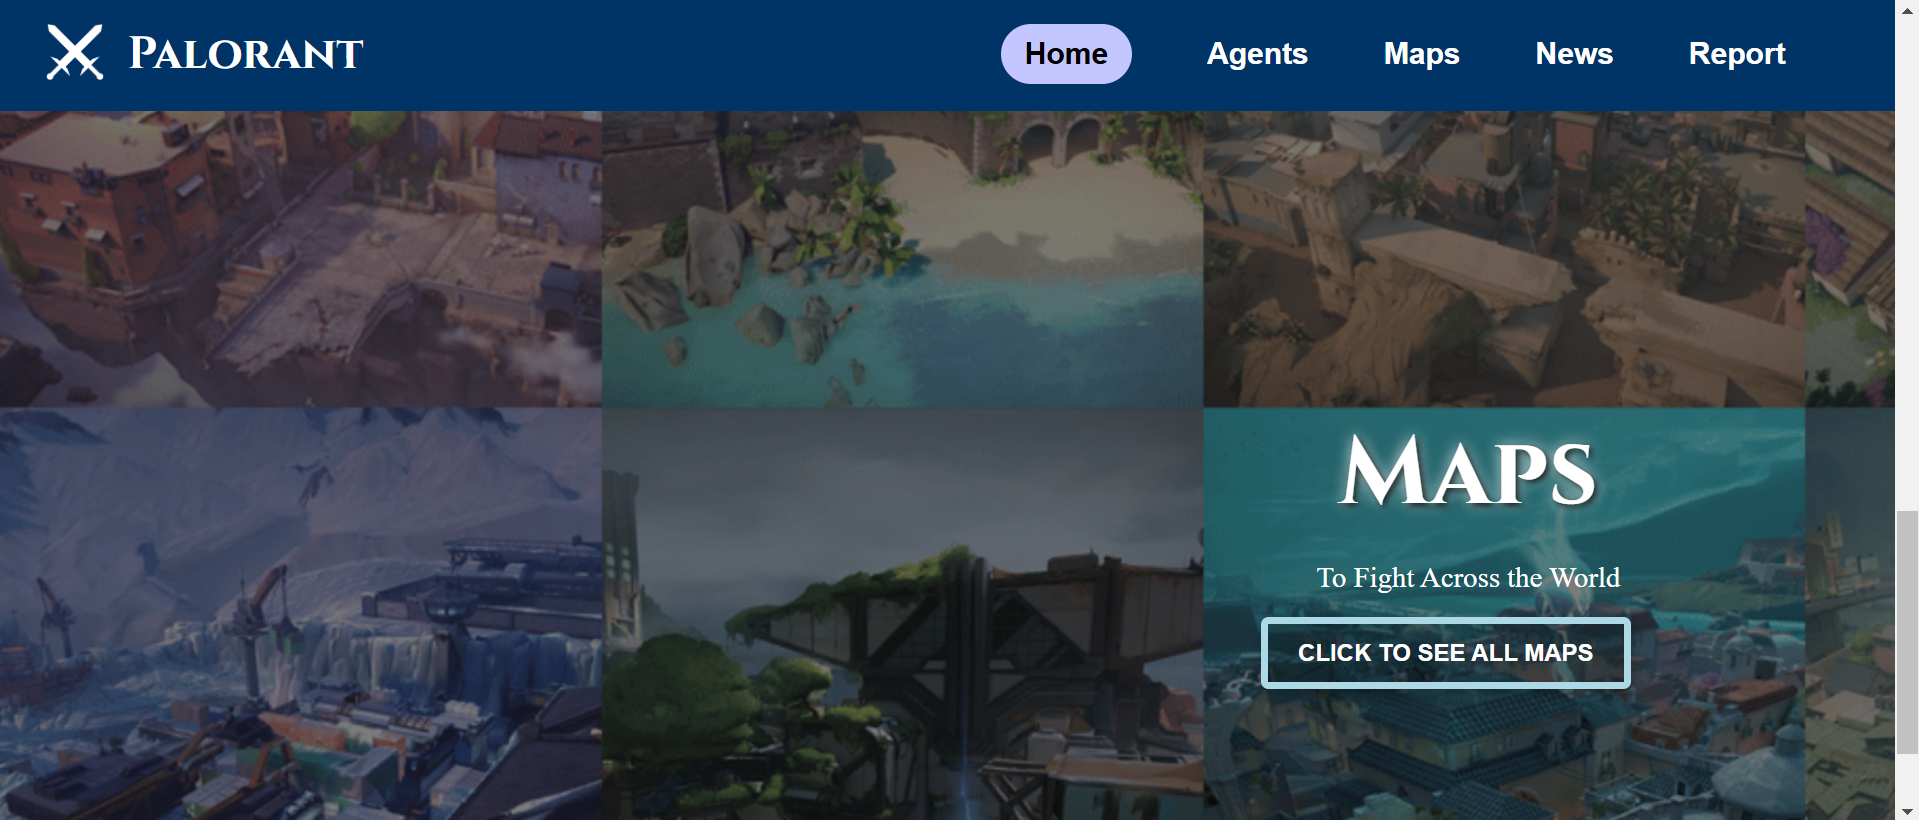 Palorant
Home Agents Maps News Report
Maps
To Fight Across the World
CLICK TO SEE ALL MAPS